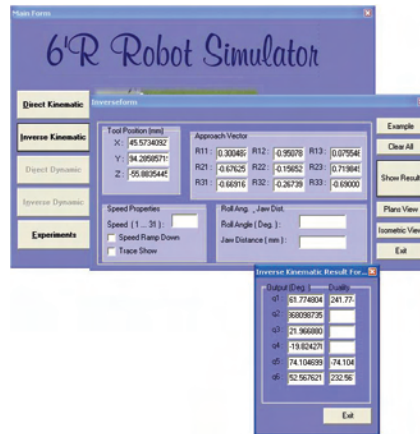 Main Form
6'R Robot Simulator
Direct Kinematic
Inverse Kinematic
Direct Dynamic
Inverse Dynamic
Experiments
Inverseform
Tool Position [mm]
X: 45.5734092
Y: 94.2858571
Z: -55.8835445
Approach Vector
R11: 0.300487 R12: -0.95078 R13: 0.075546
R21: -0.67625 R22: -0.15652 R23: 0.719845
R31: -0.66916 R32: -0.26739 R33: -0.69000
Speed Properties
Speed ( 1 ... 31 ) :
Speed Ramp Down
Trace Show
Roll Ang. - Jaw Dist.
Roll Angle ( Deg. ) :
Jaw Distance ( mm ) :
Example
Clear All
Show Result
Plans View
Isometric View
Exit
Inverse Kinematic Result For...
Output (Deg. ) Duality
q1: 61.774804 241.77
q2: 868098735
q3: 21.966880
q4: -19.824270
q5: 74.104699 -74.104
q6: 52.567621 232.56
Exit